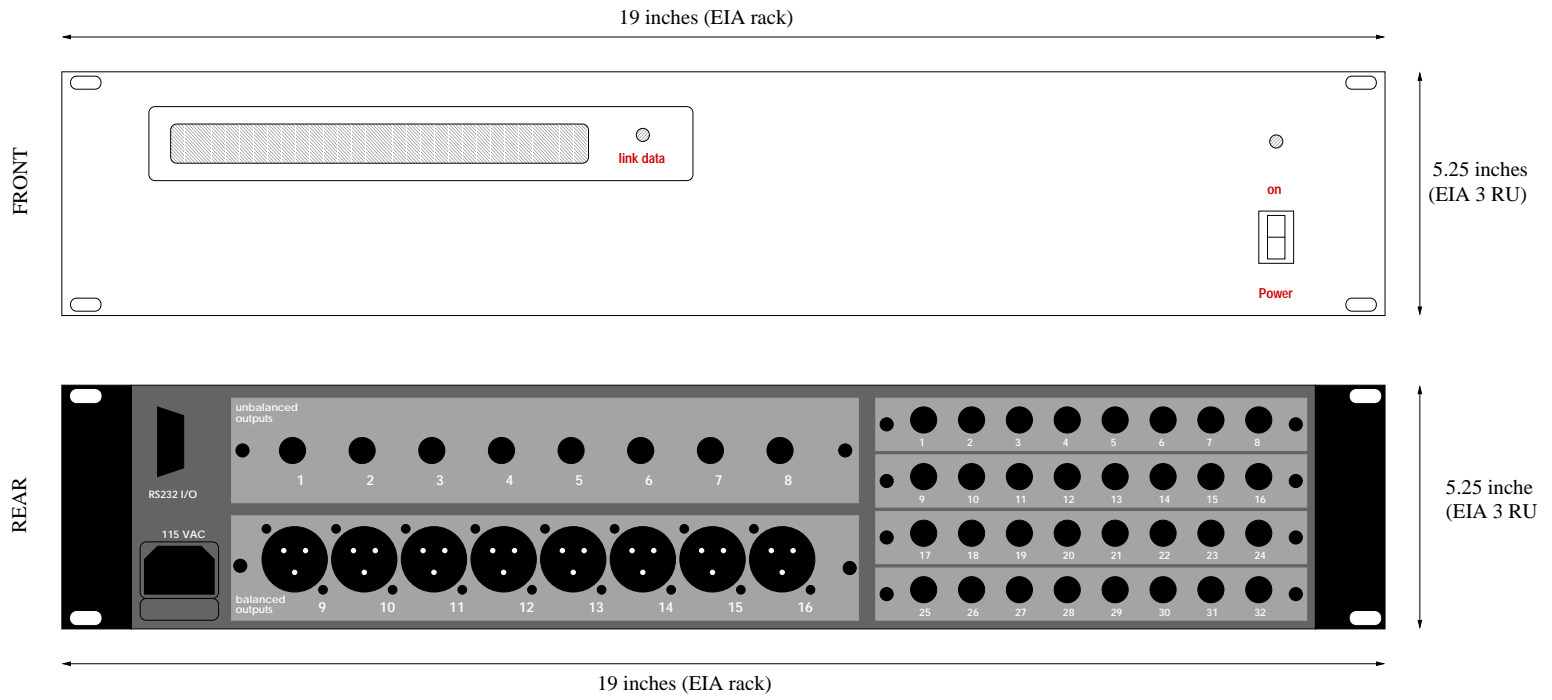 19 inches (EIA rack)
FRONT
link data
on
Power
5.25 inches
(EIA 3 RU)
REAR
unbalanced
outputs
1 2 3 4 5 6 7 8
RS232 I/O
115 VAC
balanced
outputs
9 10 11 12 13 14 15 16
1 2 3 4 5 6 7 8
9 10 11 12 13 14 15 16
17 18 19 20 21 22 23 24
25 26 27 28 29 30 31 32
5.25 inche
(EIA 3 RU
19 inches (EIA rack)